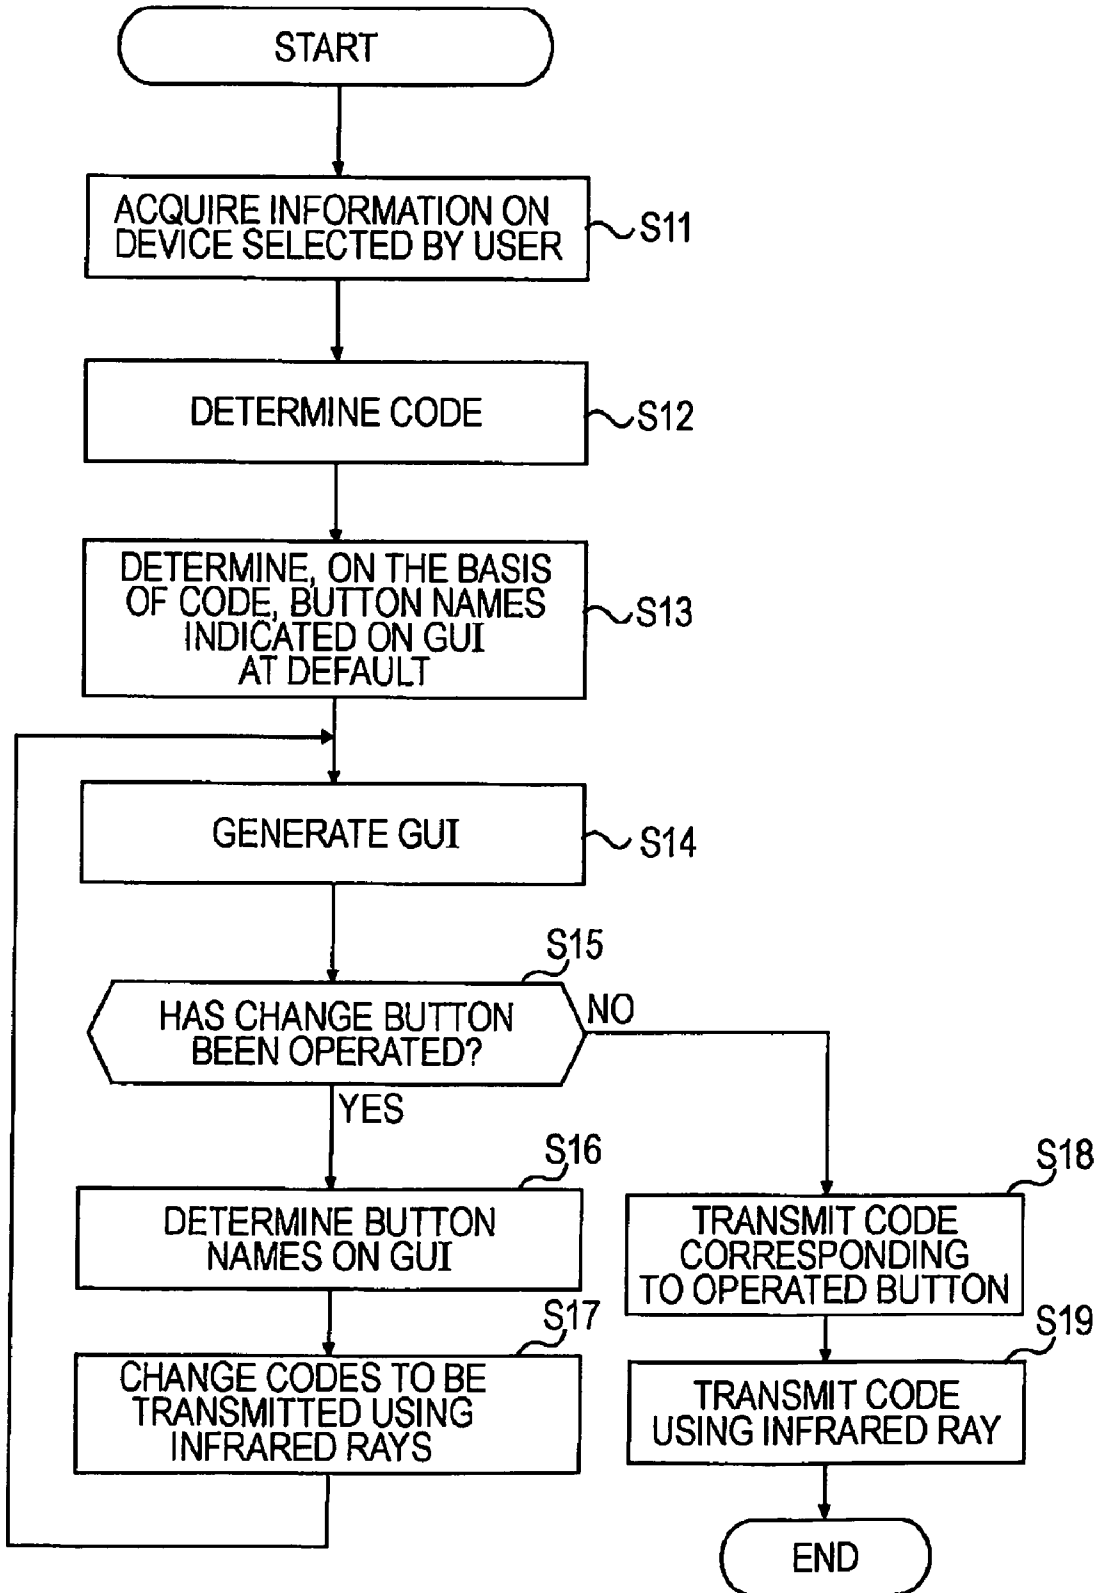 START
ACQUIRE INFORMATION ON
DEVICE SELECTED BY USER
S11
DETERMINE CODE
S12
DETERMINE, ON THE BASIS
OF CODE, BUTTON NAMES
INDICATED ON GUI
AT DEFAULT
S13
GENERATE GUI
S14
S15
HAS CHANGE BUTTON
BEEN OPERATED?
NO
YES
S16
DETERMINE BUTTON
NAMES ON GUI
S17
CHANGE CODES TO BE
TRANSMITTED USING
INFRARED RAYS
S18
TRANSMIT CODE
CORRESPONDING
TO OPERATED BUTTON
S19
TRANSMIT CODE
USING INFRARED RAY
END